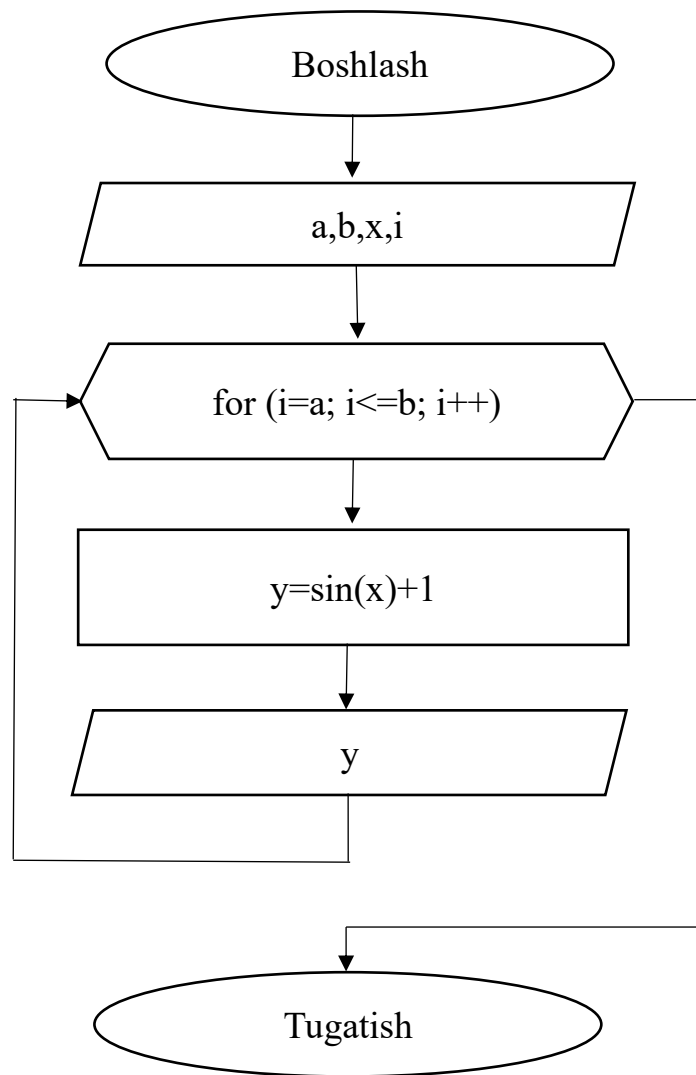 Boshlash
a,b,x,i
for (i=a; i<=b; i++)
y=sin(x)+1
y
Tugatish